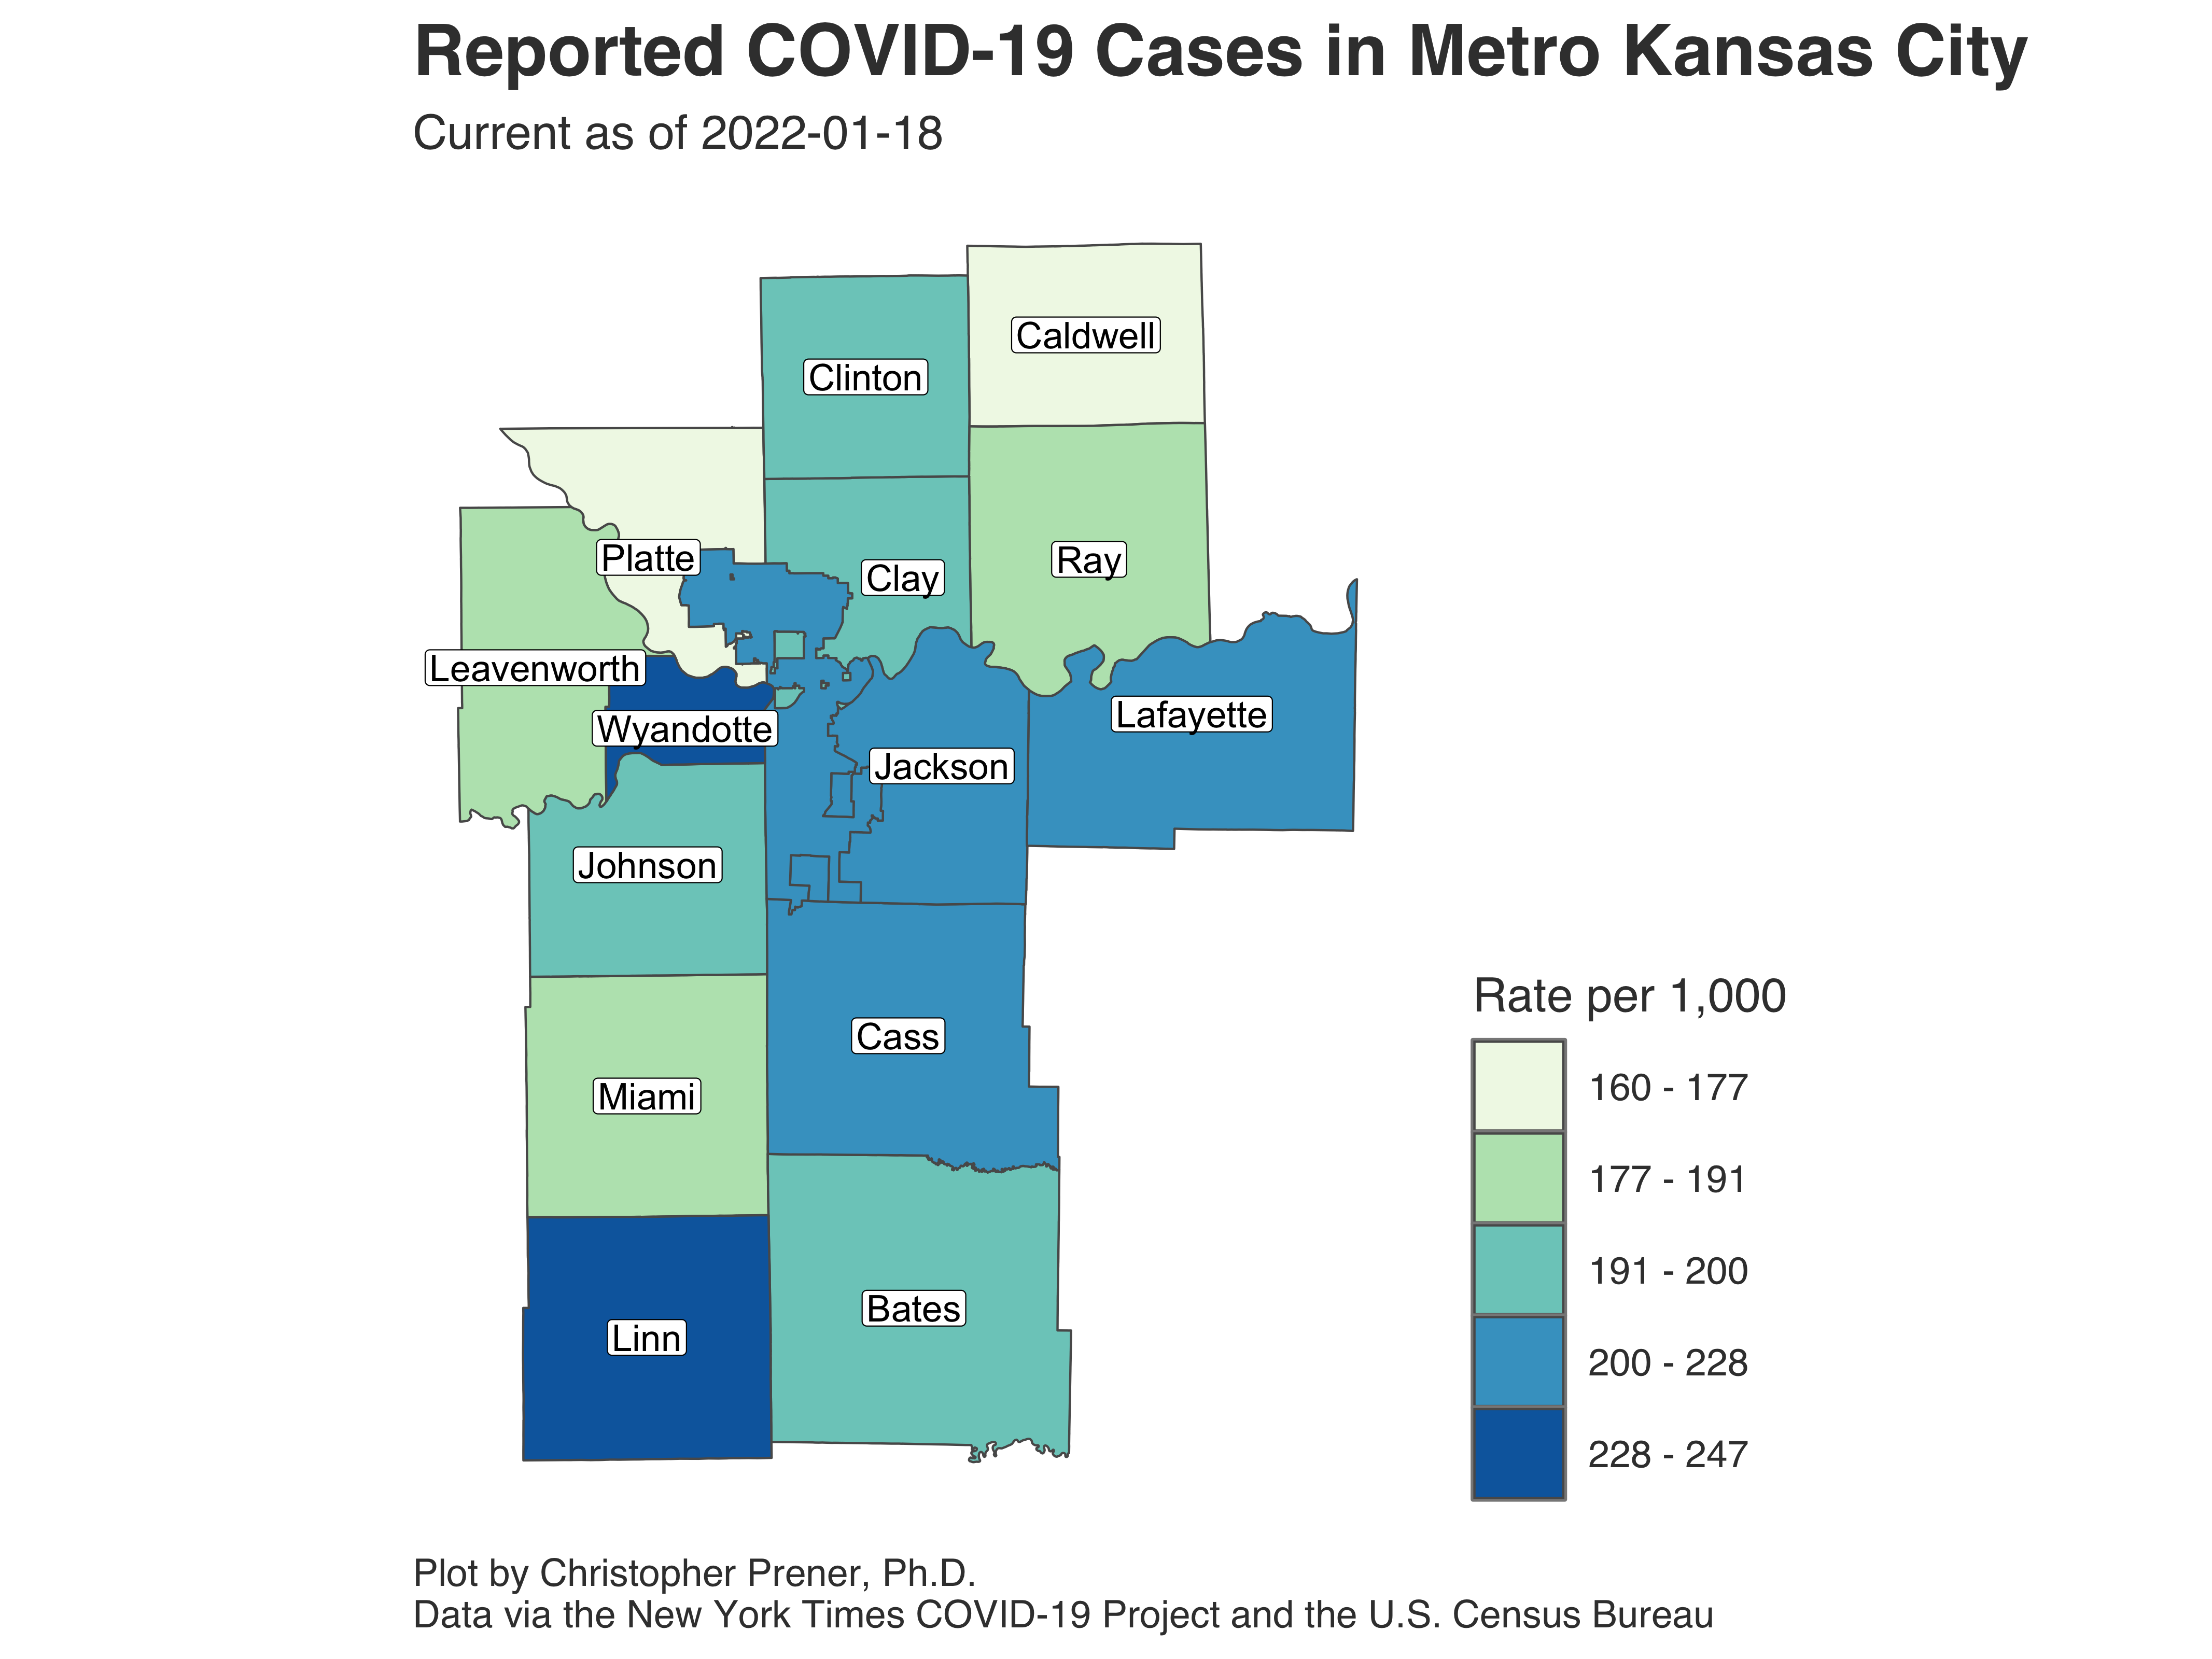 Reported COVID-19 Cases in Metro Kansas City
Current as of 2022-01-18
Caldwell
Clinton
Platte
Clay
Ray
Leavenworth
Wyandotte
Lafayette
Jackson
Johnson
Cass
Miami
Bates
Linn
Rate per 1,000
160 - 177
177 - 191
191 - 200
200 - 228
228 - 247
Plot by Christopher Prener, Ph.D.
Data via the New York Times COVID-19 Project and the U.S. Census Bureau